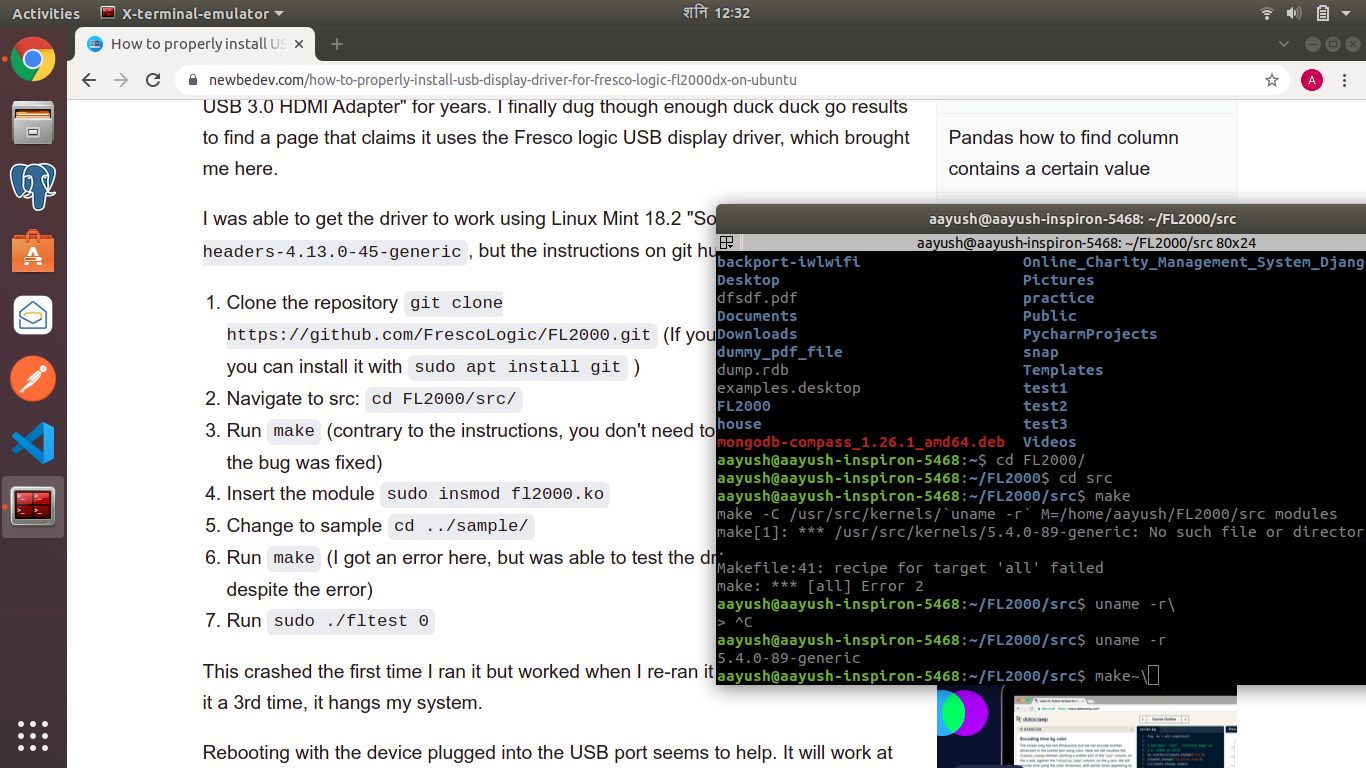 Activities
X-terminal-emulator
शनि 12:32
How to properly install US
A
newbedev.com/how-to-properly-install-usb-display-driver-for-fresco-logic-fl2000dx-on-ubuntu
USB 3.0 HDMI Adapter" for years. I finally dug though enough duck duck go results
to find a page that claims it uses the Fresco logic USB display driver, which brought
me here.
I was able to get the driver to work using Linux Mint 18.2 "So
headers-4.13.0-45-generic , but the instructions on git hu
1. Clone the repository git clone
https://github.com/FrescoLogic/FL2000.git (If you
you can install it with sudo apt install git )
2. Navigate to src: cd FL2000/src/
3. Run make (contrary to the instructions, you don't need to
the bug was fixed)
4. Insert the module sudo insmod fl2000.ko
5. Change to sample cd ../sample/
6. Run make (I got an error here, but was able to test the dr
despite the error)
7. Run sudo ./fltest 0
This crashed the first time I ran it but worked when I re-ran it
it a 3rd time, it hangs my system.
Rebooting with the device plugged into the USB port seems to help. It will work at
Pandas how to find column
contains a certain value
aayush@aayush-inspiron-5468: ~/FL2000/src
aayush@aayush-inspiron-5468: ~/FL2000/src 80x24
backport-iwlwifi Online_Charity_Management_System_Djang
Desktop Pictures
dfsdf.pdf practice
Documents Public
Downloads PycharmProjects
dummy_pdf_file snap
dump.rdb Templates
examples.desktop test1
FL2000 test2
house test3
mongodb-compass_1.26.1_amd64.deb Videos
aayush@aayush-inspiron-5468:~$ cd FL2000/
aayush@aayush-inspiron-5468:~/FL2000$ cd src
aayush@aayush-inspiron-5468:~/FL2000/src$ make
make -C /usr/src/kernels/`uname -r` M=/home/aayush/FL2000/src modules
make[1]: *** /usr/src/kernels/5.4.0-89-generic: No such file or director
.
Makefile:41: recipe for target 'all' failed
make: *** [all] Error 2
aayush@aayush-inspiron-5468:~/FL2000/src$ uname -r\
> ^C
aayush@aayush-inspiron-5468:~/FL2000/src$ uname -r
5.4.0-89-generic
aayush@aayush-inspiron-5468:~/FL2000/src$ make~\
datacamp
Encoding time by color